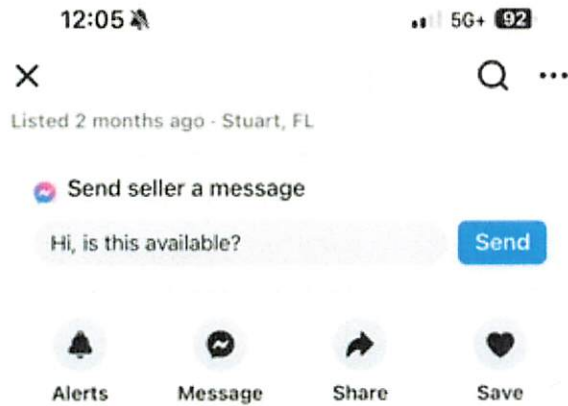 12:05 5G+ 92
Listed 2 months ago · Stuart, FL
Send seller a message
Hi, is this available? Send
Alerts Message Share Save